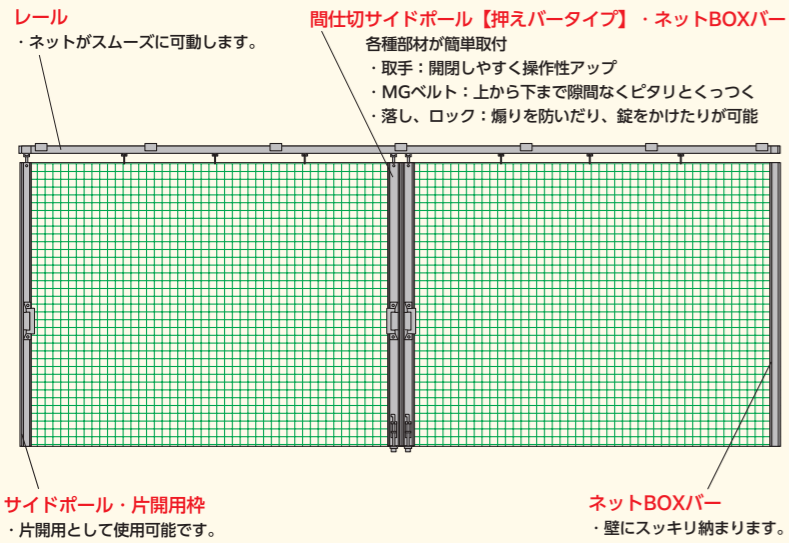 レール
・ネットがスムーズに可動します。
間仕切サイドポール【押えバータイプ】・ネットBOXバー
各種部材が簡単取付
・取手：開閉しやすく操作性アップ
・MGベルト：上から下まで隙間なくピタリとくっつく
・落し、ロック：煽りを防いだり、錠をかけたりが可能
サイドポール・片開用枠
・片開用として使用可能です。
ネットBOXバー
・壁にスッキリ納まります。